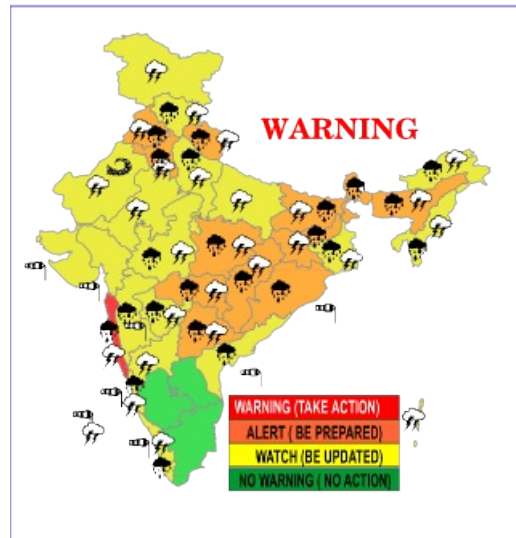 WARNING
WARNING (TAKE ACTION)
ALERT ( BE PREPARED)
WATCH (BE UPDATED)
NO WARNING ( NO ACTION)